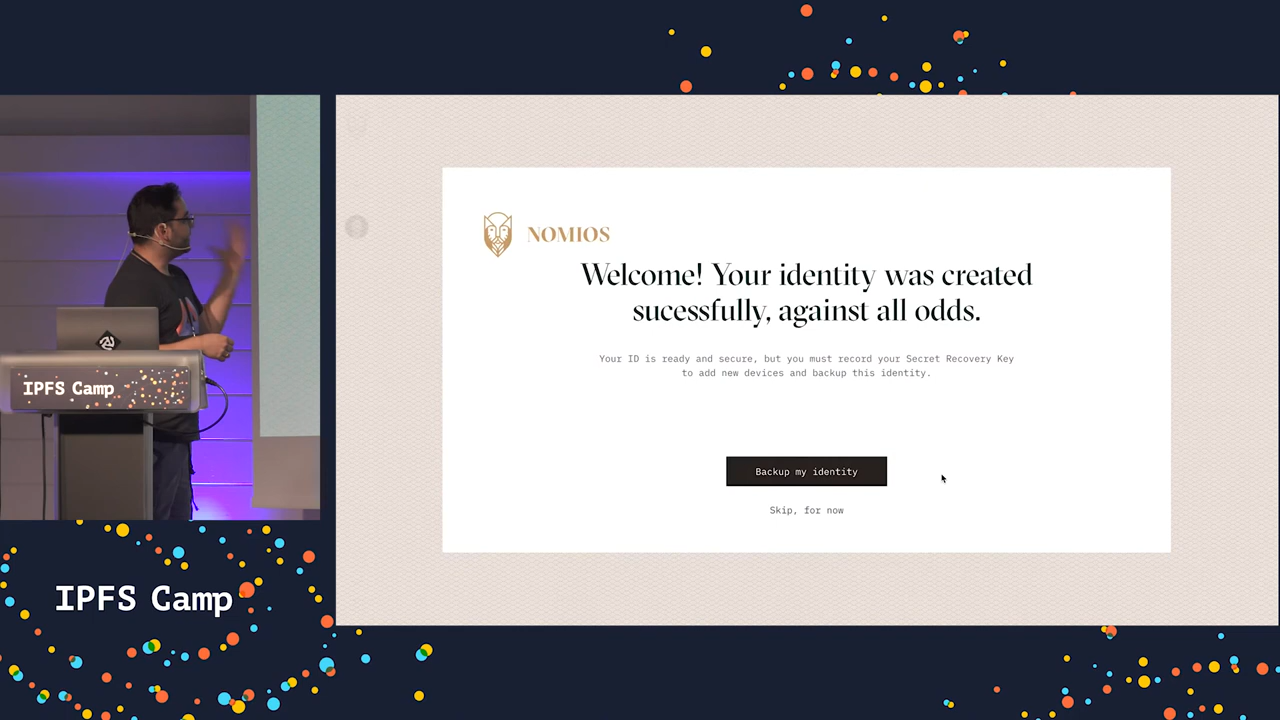 NOMIOS
Welcome! Your identity was created
sucessfully, against all odds.
Your ID is ready and secure, but you must record your Secret Recovery Key
to add new devices and backup this identity.
Backup my identity
Skip, for now
IPFS Camp
IPFS Camp